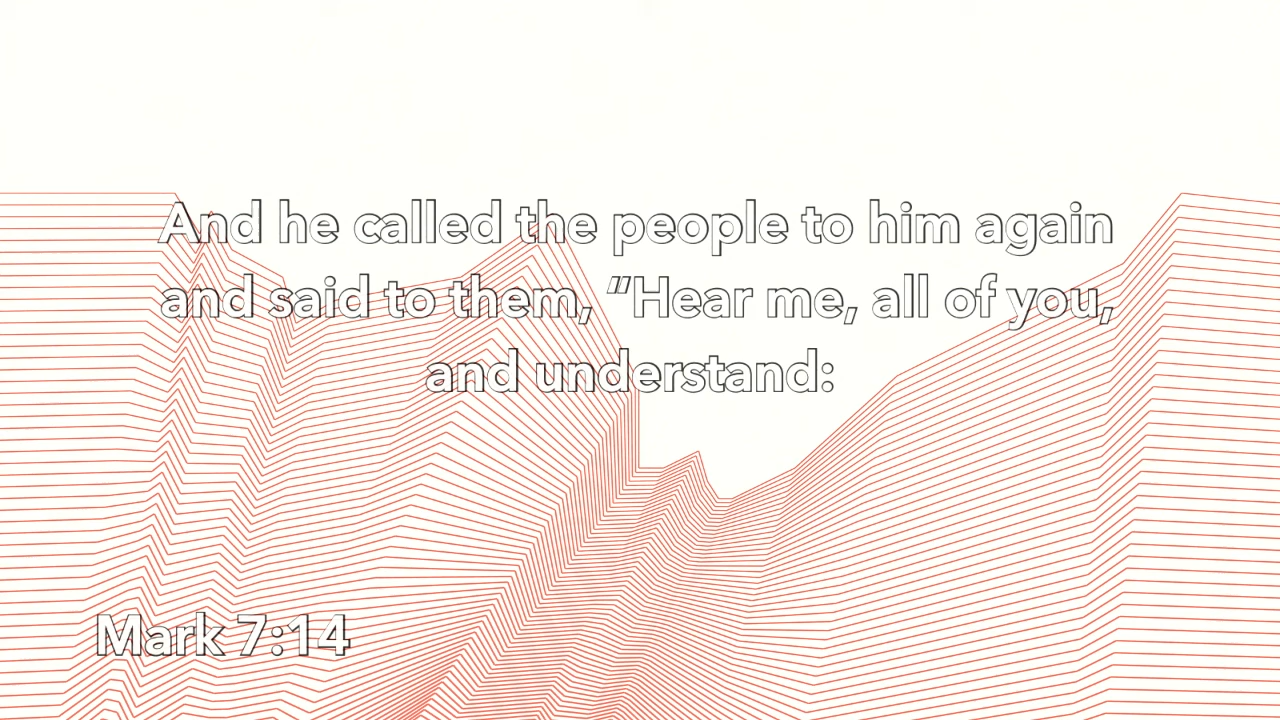 And he called the people to him again
and said to them, "Hear me, all of you,
and understand:
Mark 7:14